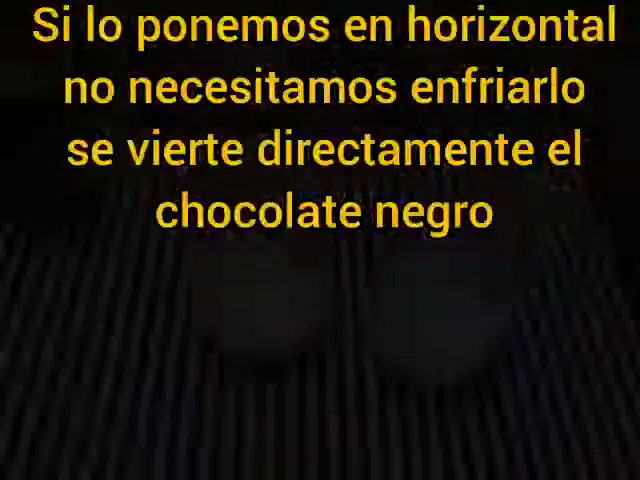 Si lo ponemos en horizontal
no necesitamos enfriarlo
se vierte directamente el
chocolate negro